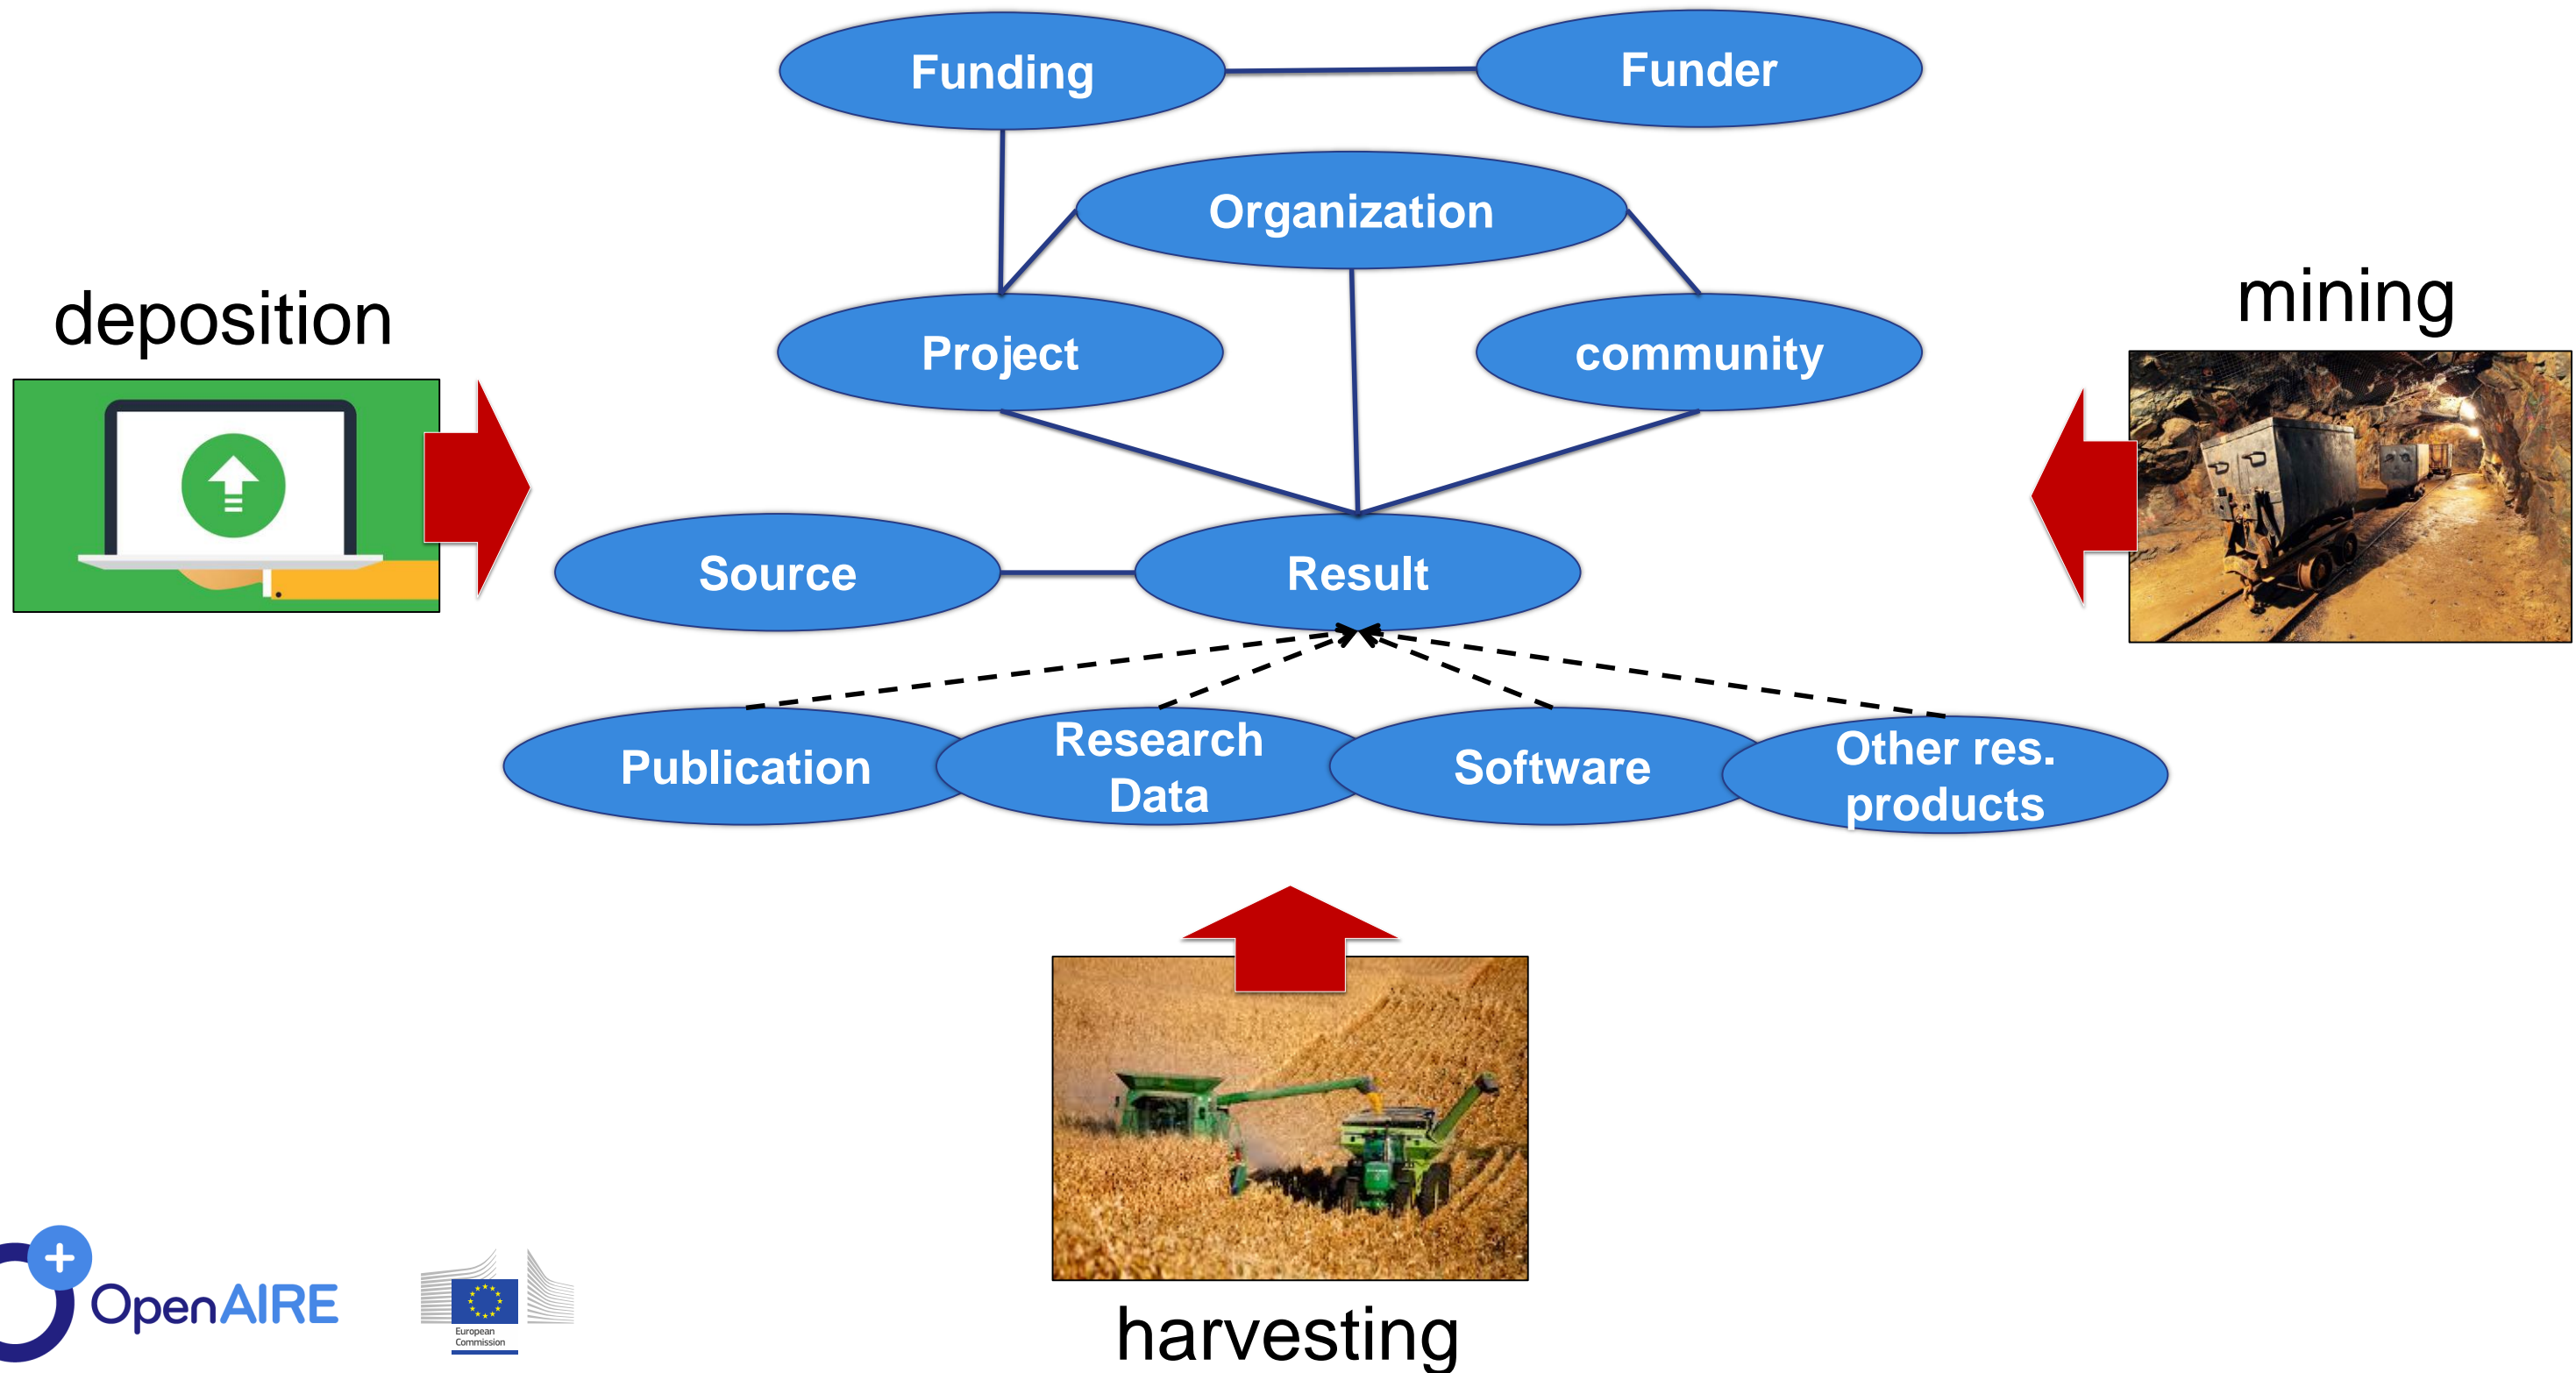 Funding
Funder
Organization
deposition
mining
Project
community
Source
Result
Publication
Research
Data
Software
Other res.
products
OpenAIRE
European
Commission
harvesting